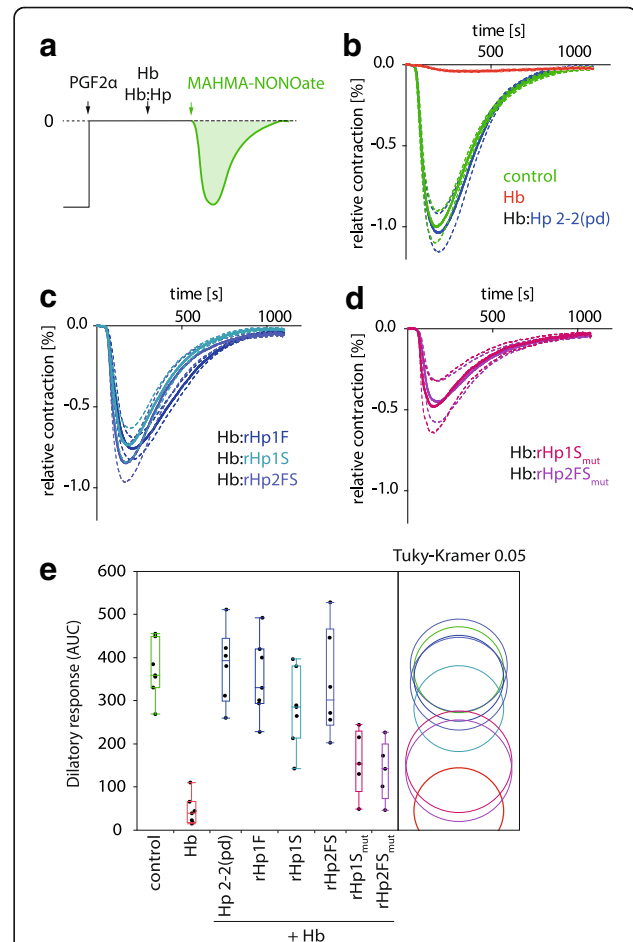 a
PGF2α
Hb
Hb:Hp
MAHMA-NONOate
0
b
time [s]
500
1000
0.0
-0.5
-1.0
relative contraction [%]
control
Hb
Hb:Hp 2-2(pd)
c
time [s]
500
1000
0.0
-0.5
-1.0
relative contraction [%]
Hb:rHp1F
Hb:rHp1S
Hb:rHp2FS
d
time [s]
500
1000
0.0
-0.5
-1.0
relative contraction [%]
Hb:rHp1Smut
Hb:rHp2FSmut
e
Tuky-Kramer 0.05
600
500
400
300
200
100
0
Dilatory response (AUC)
control
Hb
Hp 2-2(pd)
rHp1F
rHp1S
rHp2FS
rHp1Smut
rHp2FSmut
+ Hb